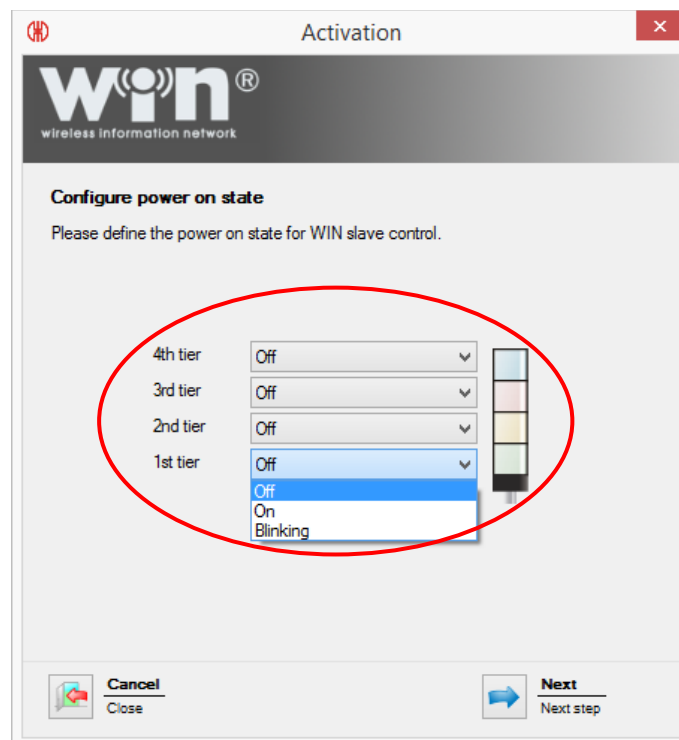 Activation
WIN®
wireless information network
Configure power on state
Please define the power on state for WIN slave control.
4th tier Off
3rd tier Off
2nd tier Off
1st tier Off
Off
On
Blinking
Cancel
Close
Next
Next step